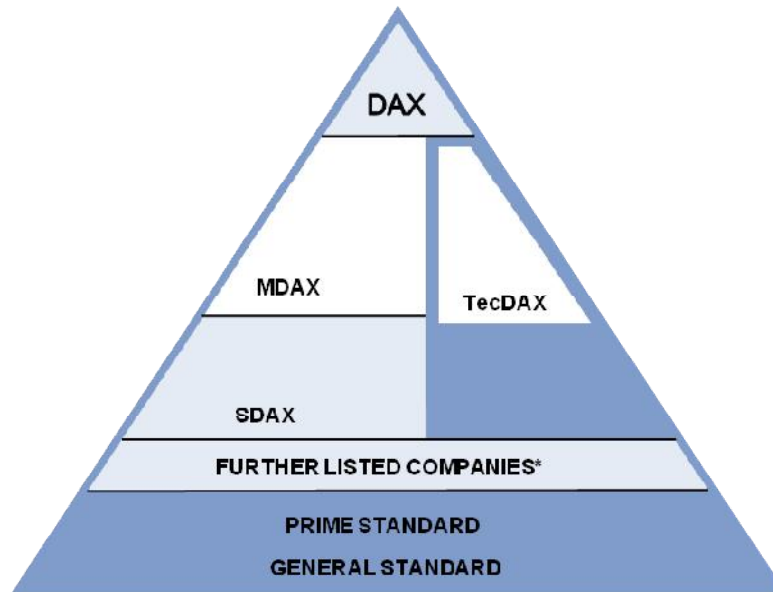 DAX
MDAX
TecDAX
SDAX
FURTHER LISTED COMPANIES*
PRIME STANDARD
GENERAL STANDARD